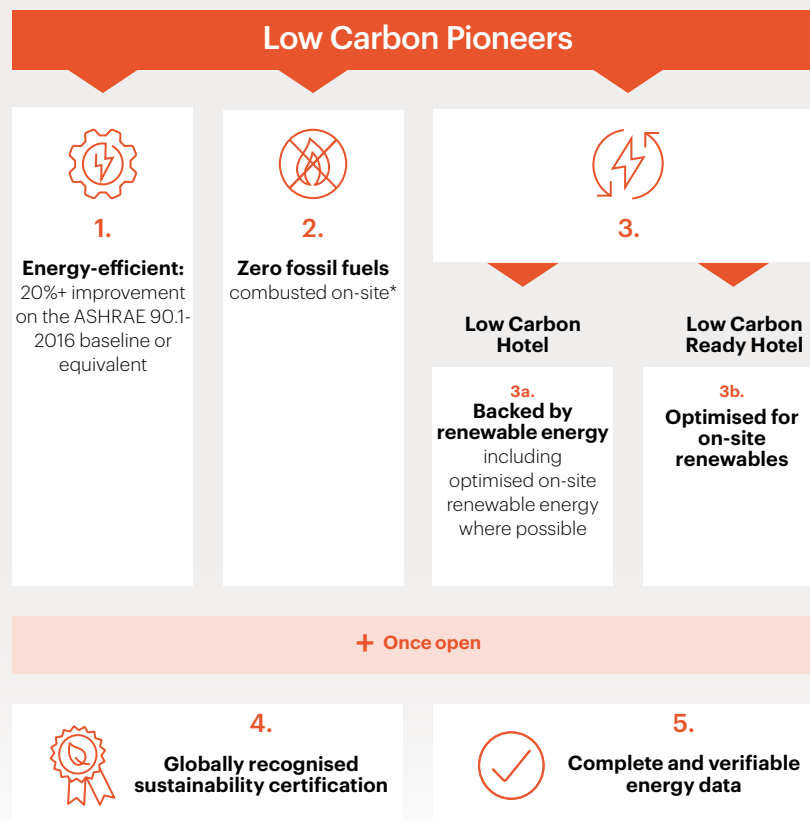 Low Carbon Pioneers
1.
Energy-efficient:
20%+ improvement
on the ASHRAE 90.1-
2016 baseline or
equivalent
2.
Zero fossil fuels
combusted on-site*
3.
Low Carbon
Hotel
3a.
Backed by
renewable energy
including
optimised on-site
renewable energy
where possible
Low Carbon
Ready Hotel
3b.
Optimised for
on-site
renewables
+ Once open
4.
Globally recognised
sustainability certification
5.
Complete and verifiable
energy data